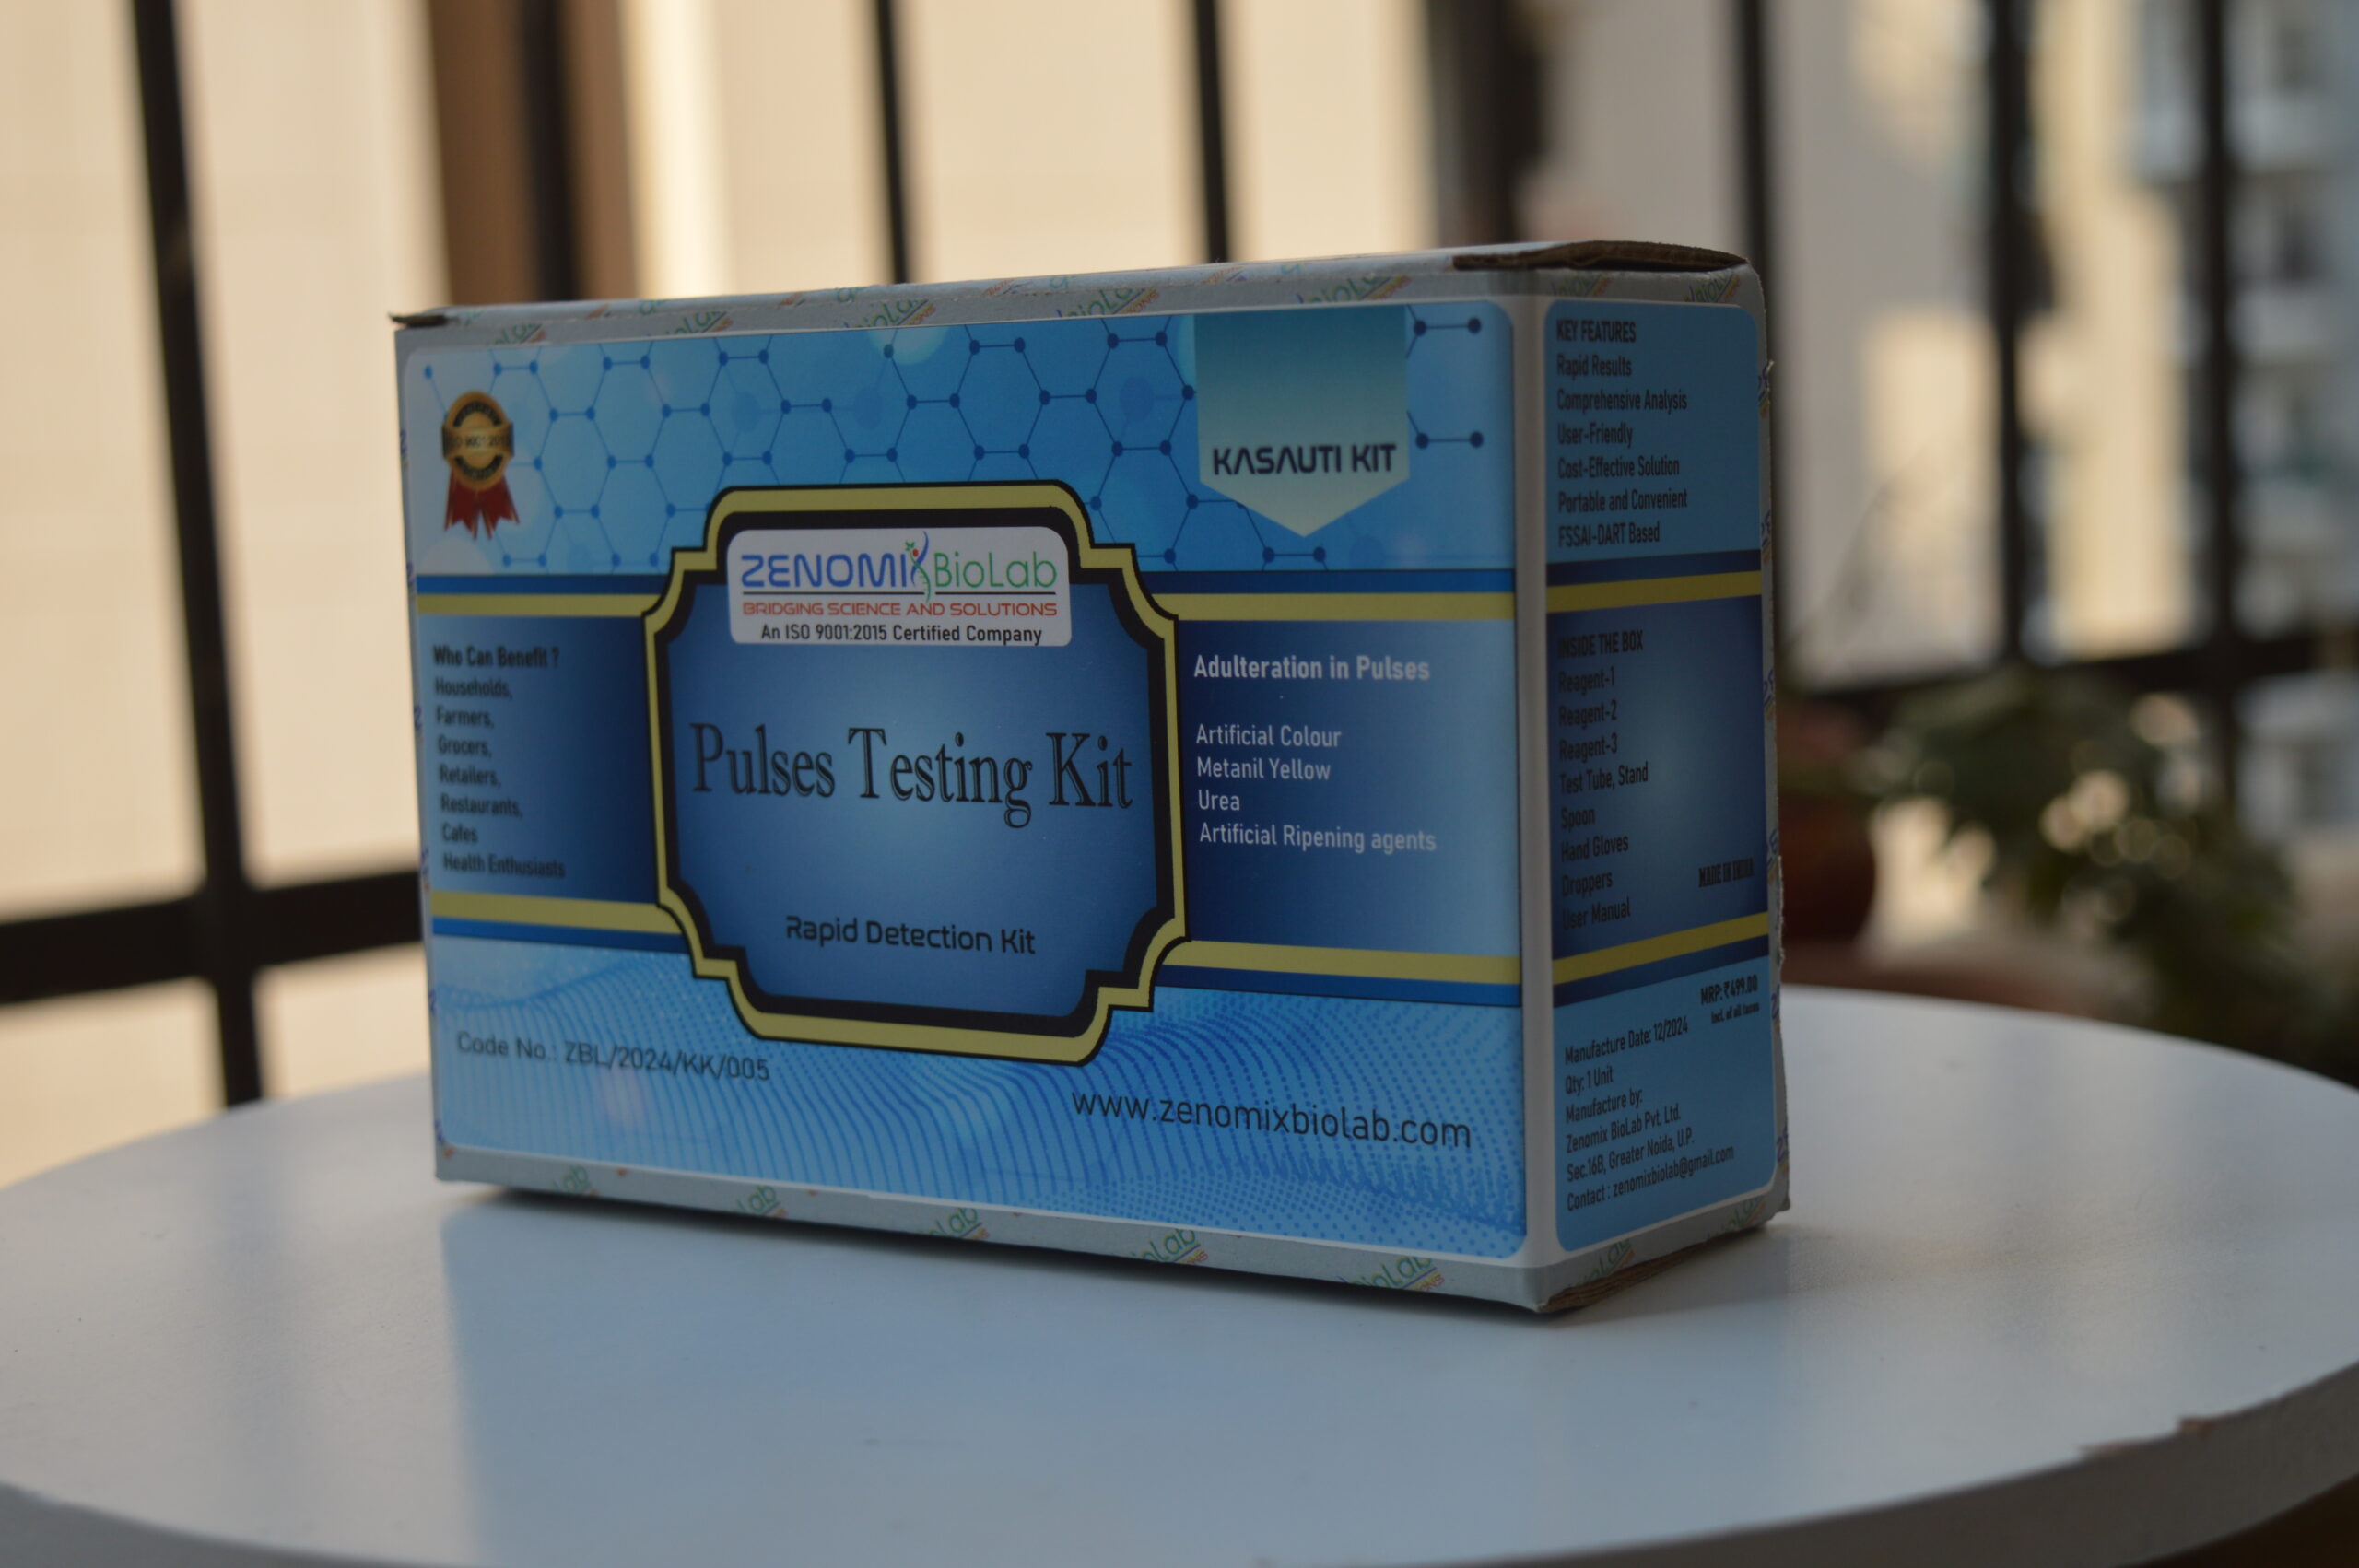 KASAUTI KIT
ISO 9001:2015
ZENOMIX BioLab
BRIDGING SCIENCE AND SOLUTIONS
An ISO 9001:2015 Certified Company
Who Can Benefit ?
Households,
Farmers,
Grocers,
Retailers,
Restaurants,
Cafes
Health Enthusiasts
Pulses Testing Kit
Rapid Detection Kit
Adulteration in Pulses
Artificial Colour
Metanil Yellow
Urea
Artificial Ripening agents
Code No.: ZBL/2024/KK/005
www.zenomixbiolab.com
KEY FEATURES
Rapid Results
Comprehensive Analysis
User-Friendly
Cost-Effective Solution
Portable and Convenient
FSSAI-DART Based
INSIDE THE BOX
Reagent-1
Reagent-2
Reagent-3
Test Tube, Stand
Spoon
Hand Gloves
Droppers
User Manual
MADE IN INDIA
MRP: ₹499.00
Incl. of all taxes
Manufacture Date: 12/2024
Qty: 1 Unit
Manufacture by:
Zenomix BioLab Pvt. Ltd.
Sec.16B, Greater Noida, U.P.
Contact : zenomixbiolab@gmail.com